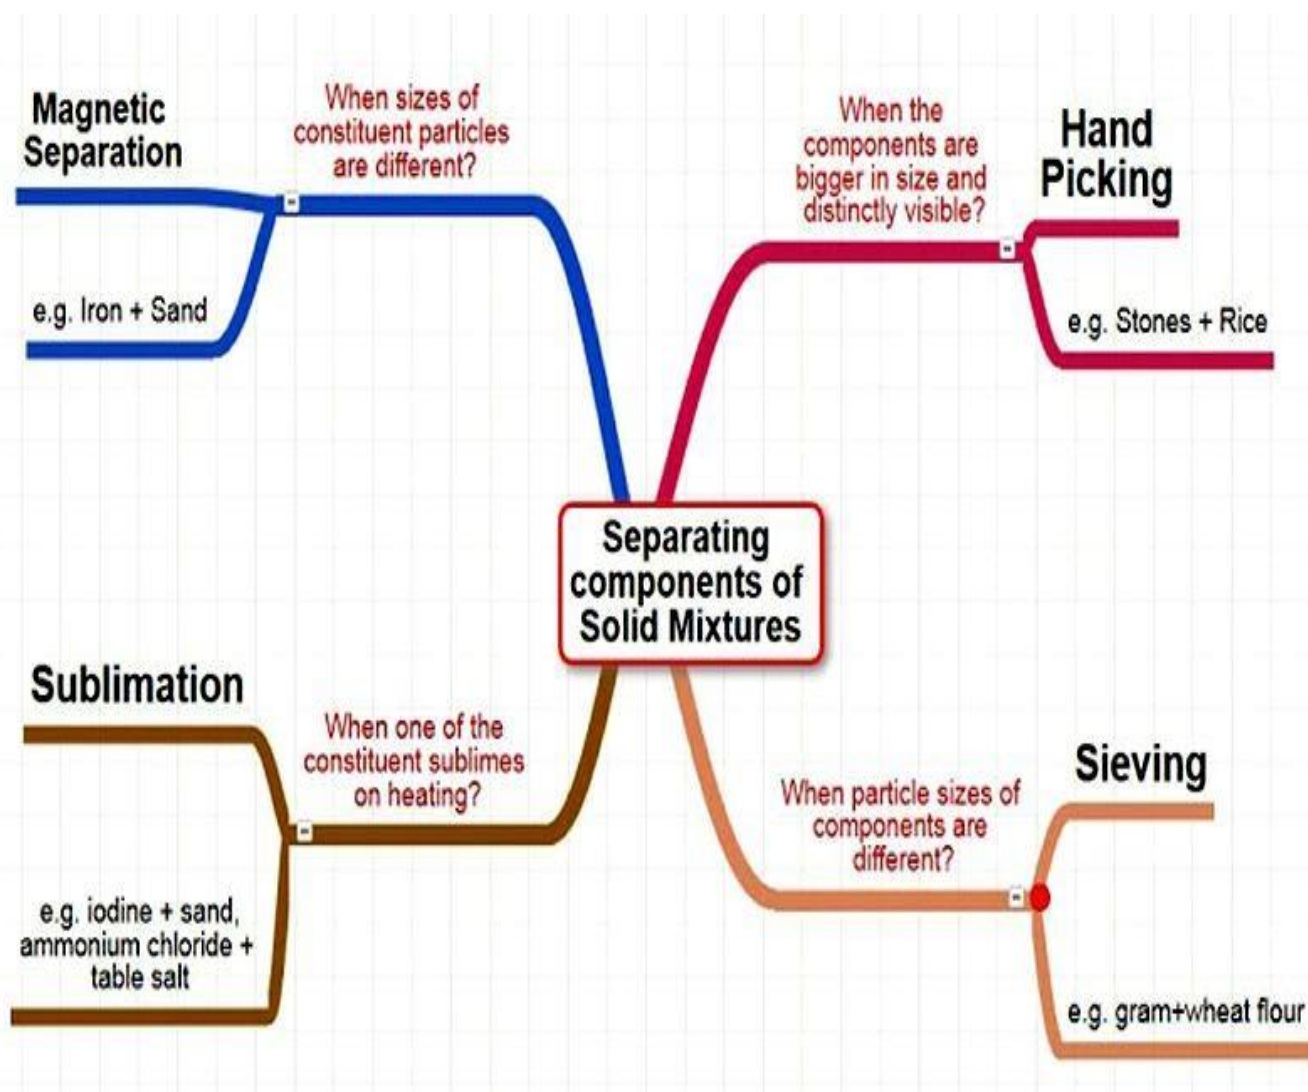 Magnetic
Separation
When sizes of
constituent particles
are different?
e.g. Iron + Sand
When the
components are
bigger in size and
distinctly visible?
Hand
Picking
e.g. Stones + Rice
Separating
components of
Solid Mixtures
Sublimation
When one of the
constituent sublimes
on heating?
e.g. iodine + sand,
ammonium chloride +
table salt
When particle sizes of
components are
different?
Sieving
e.g. gram+wheat flour